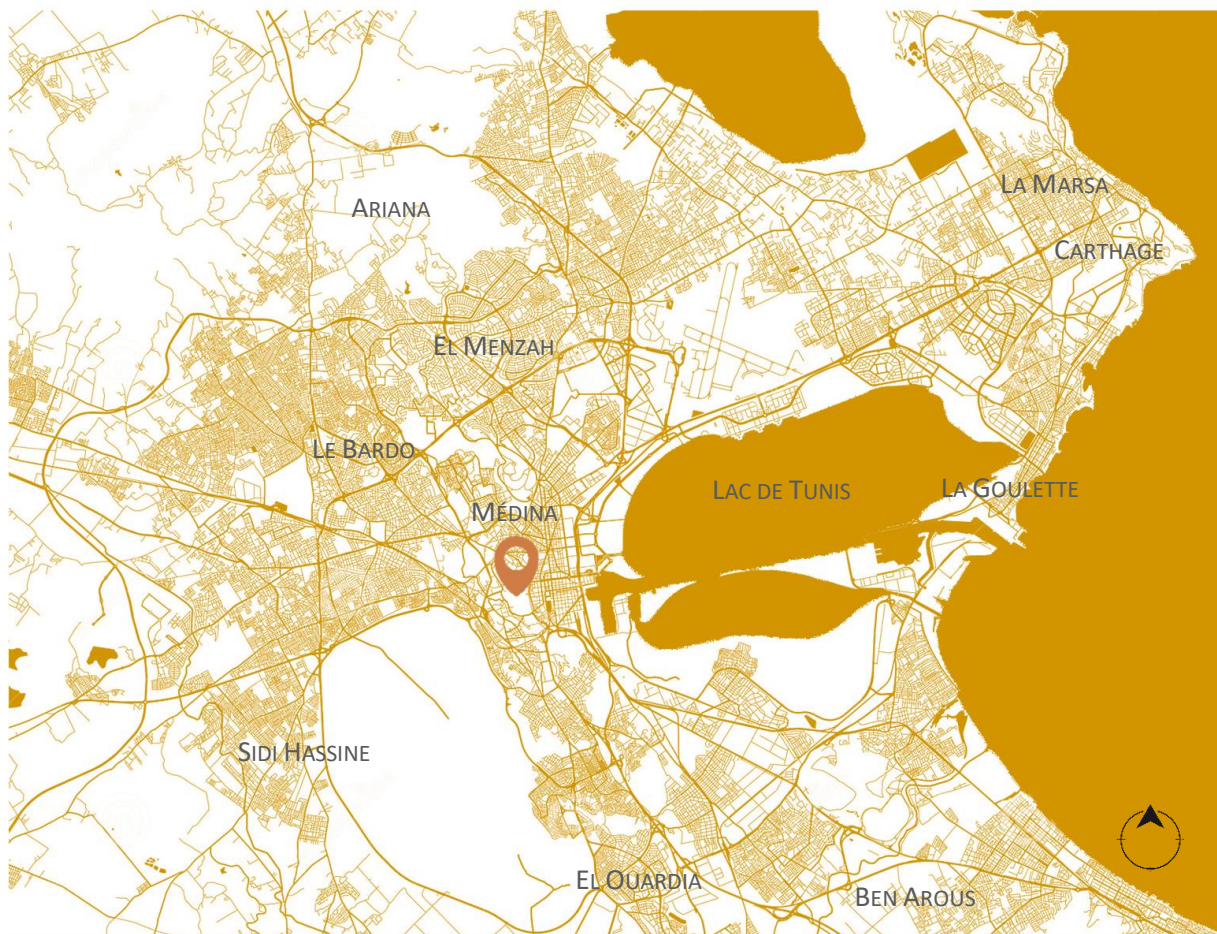 LA MARSA
ARIANA
CARTHAGE
EL MENZAH
LE BARDO
LAC DE TUNIS
LA GOULETTE
MÉDINA
SIDI HASSINE
EL OUARDIA
BEN AROUS